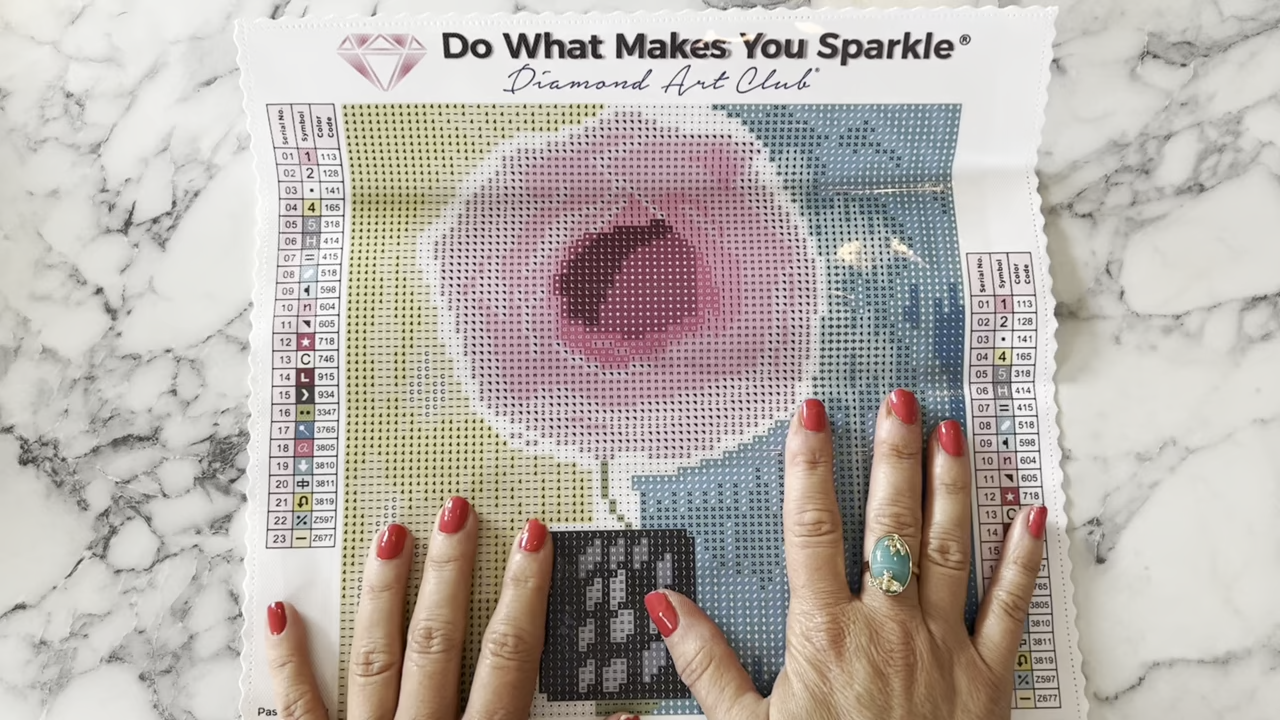 Do What Makes You Sparkle®
Diamond Art Club®
Serial No. Symbol Color Code
01 1 113
02 2 128
03 • 141
04 4 165
05 5 318
06 H 414
07 = 415
08 518
09 598
10 n 604
11 605
12 ★ 718
13 C 746
14 L 915
15 ❯ 934
16 3347
17 3765
18 a 3805
19 3810
20 3811
21 3819
22 Z597
23 — Z677
Serial No. Symbol Color Code
01 1 113
02 2 128
03 • 141
04 4 165
05 5 318
06 H 414
07 = 415
08 518
09 598
10 n 604
11 605
12 ★ 718
13 C
14
15
3805
3810
3811
3819
Z597
— Z677
Pas